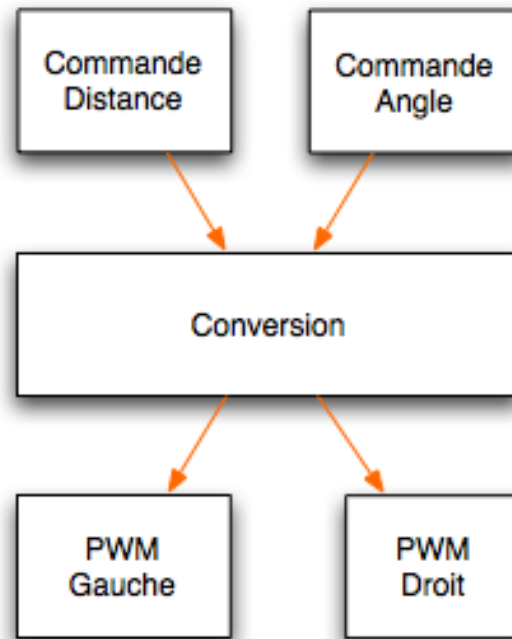 Commande
Distance
Commande
Angle
Conversion
PWM
Gauche
PWM
Droit